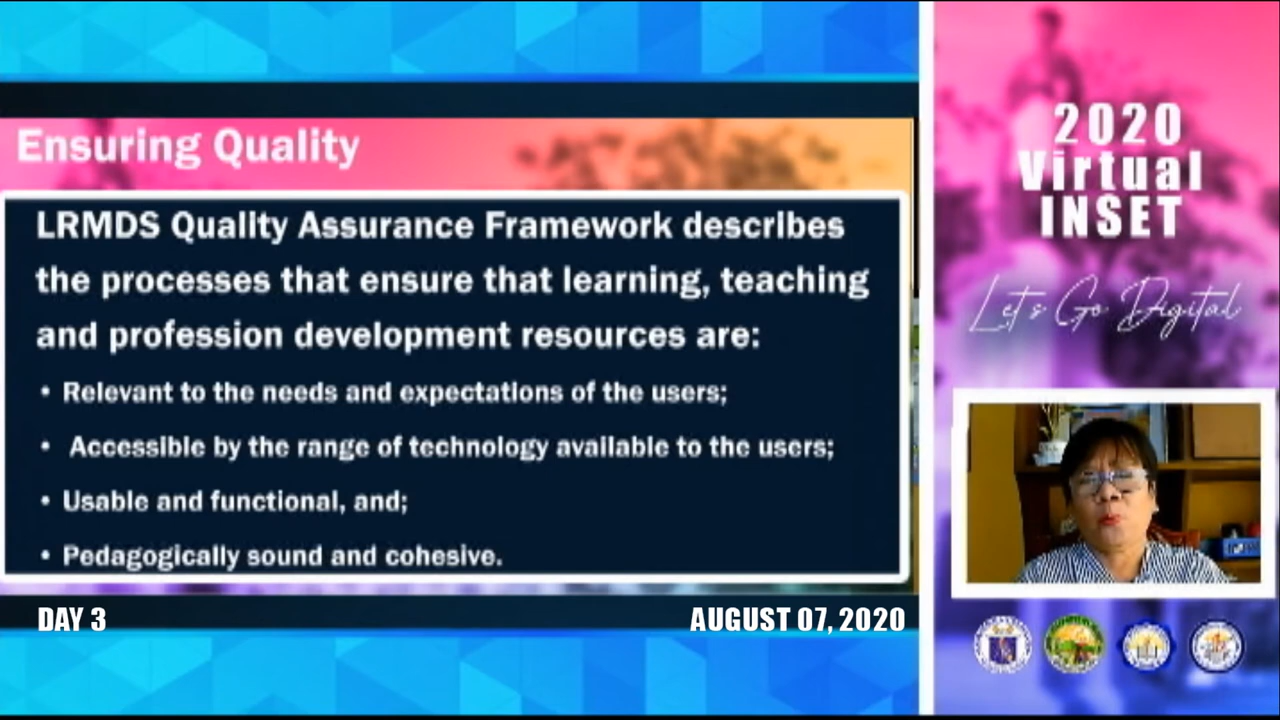 Ensuring Quality
LRMDS Quality Assurance Framework describes
the processes that ensure that learning, teaching
and profession development resources are:
• Relevant to the needs and expectations of the users;
• Accessible by the range of technology available to the users;
• Usable and functional, and;
• Pedagogically sound and cohesive.
DAY 3
AUGUST 07, 2020
2020
Virtual
INSET
Let's Go Digital